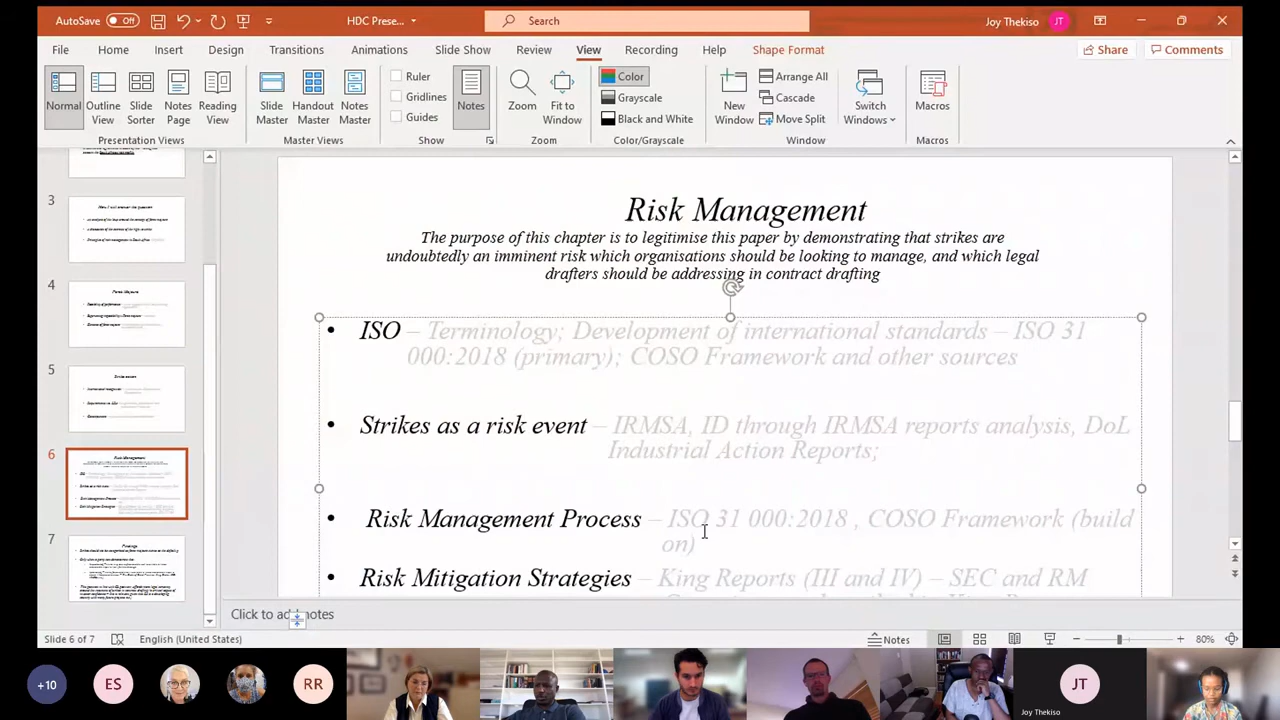 AutoSave Off HDC Prese... Search Joy Thekiso JT
File Home Insert Design Transitions Animations Slide Show Review View Recording Help Shape Format Share Comments
Normal Outline View Slide Sorter Notes Page Reading View
Presentation Views
Slide Master Handout Master Notes Master
Master Views
Ruler
Gridlines
Guides
Show
Notes
Zoom Fit to Window
Zoom
Color
Grayscale
Black and White
Color/Grayscale
New Window
Arrange All
Cascade
Move Split
Switch Windows
Window
Macros
Macros
3
4
5
6
7
Risk Management
The purpose of this chapter is to legitimise this paper by demonstrating that strikes are
undoubtedly an imminent risk which organisations should be looking to manage, and which legal
drafters should be addressing in contract drafting
• ISO – Terminology; Development of international standards – ISO 31
000:2018 (primary); COSO Framework and other sources
• Strikes as a risk event – IRMSA, ID through IRMSA reports analysis, DoL
Industrial Action Reports;
• Risk Management Process – ISO 31 000:2018 , COSO Framework (build
on)
• Risk Mitigation Strategies – King Reports and IV) – SEC and RM
Click to add notes
Slide 6 of 7 English (United States) Notes 80%
+10 ES RR JT
Joy Thekiso